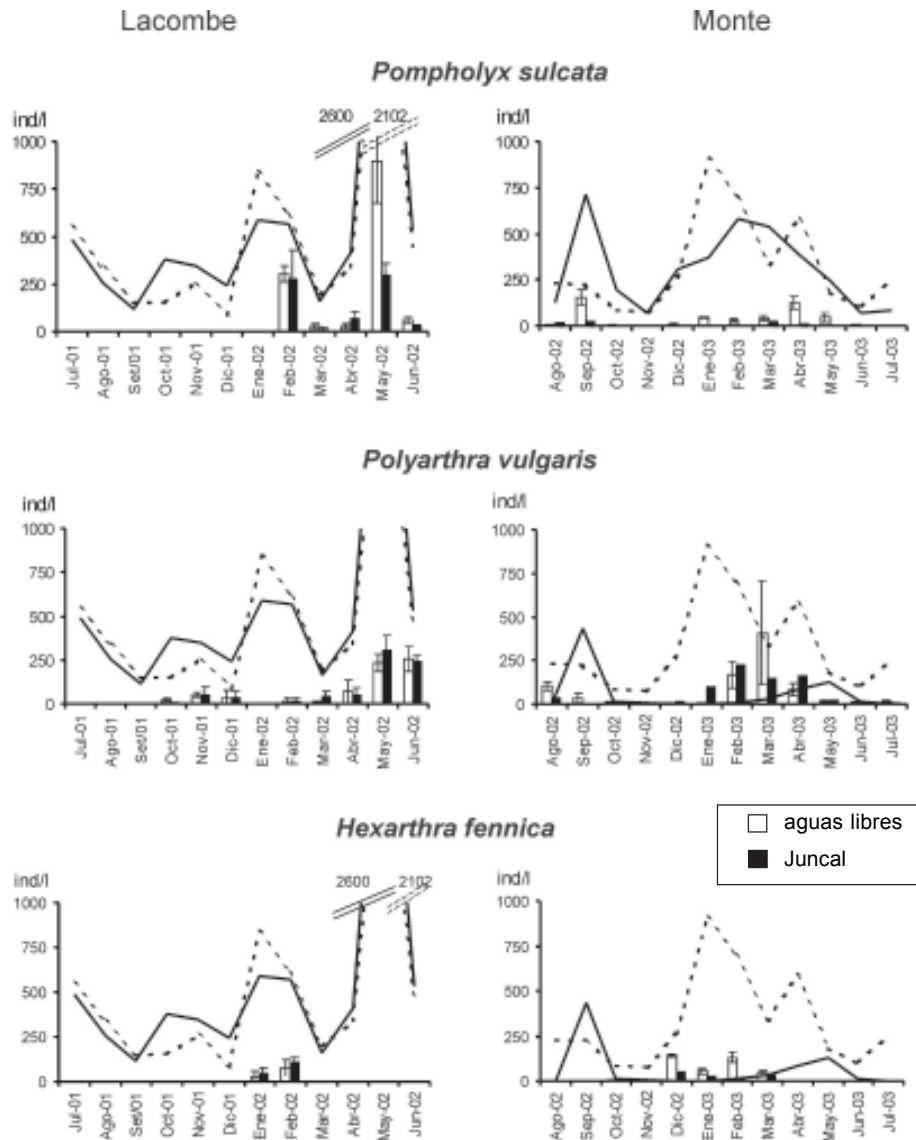 Lacombe Monte
Pompholyx sulcata
ind/l
2600 2102
1000
750
500
250
0
Jul-01 Ago-01 Set/01 Oct-01 Nov-01 Dic-01 Ene-02 Feb-02 Mar-02 Abr-02 May-02 Jun-02
ind/l
1000
750
500
250
0
Ago-02 Sep-02 Oct-02 Nov-02 Dic-02 Ene-03 Feb-03 Mar-03 Abr-03 May-03 Jun-03 Jul-03
Polyarthra vulgaris
ind/l
1000
750
500
250
0
Jul-01 Ago-01 Set/01 Oct-01 Nov-01 Dic-01 Ene-02 Feb-02 Mar-02 Abr-02 May-02 Jun-02
ind/l
1000
750
500
250
0
Ago-02 Sep-02 Oct-02 Nov-02 Dic-02 Ene-03 Feb-03 Mar-03 Abr-03 May-03 Jun-03 Jul-03
aguas libres
Juncal
Hexarthra fennica
ind/l
2600 2102
1000
750
500
250
0
Jul-01 Ago-01 Set/01 Oct-01 Nov-01 Dic-01 Ene-02 Feb-02 Mar-02 Abr-02 May-02 Jun-02
ind/l
1000
750
500
250
0
Ago-02 Sep-02 Oct-02 Nov-02 Dic-02 Ene-03 Feb-03 Mar-03 Abr-03 May-03 Jun-03 Jul-03